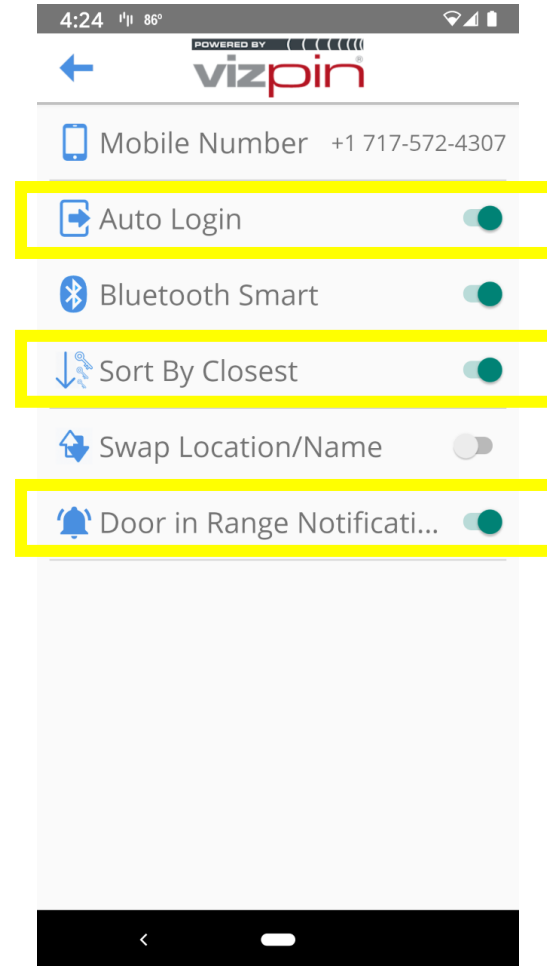 4:24 86°
POWERED BY
vizpin®
Mobile Number +1 717-572-4307
Auto Login
Bluetooth Smart
Sort By Closest
Swap Location/Name
Door in Range Notificati...